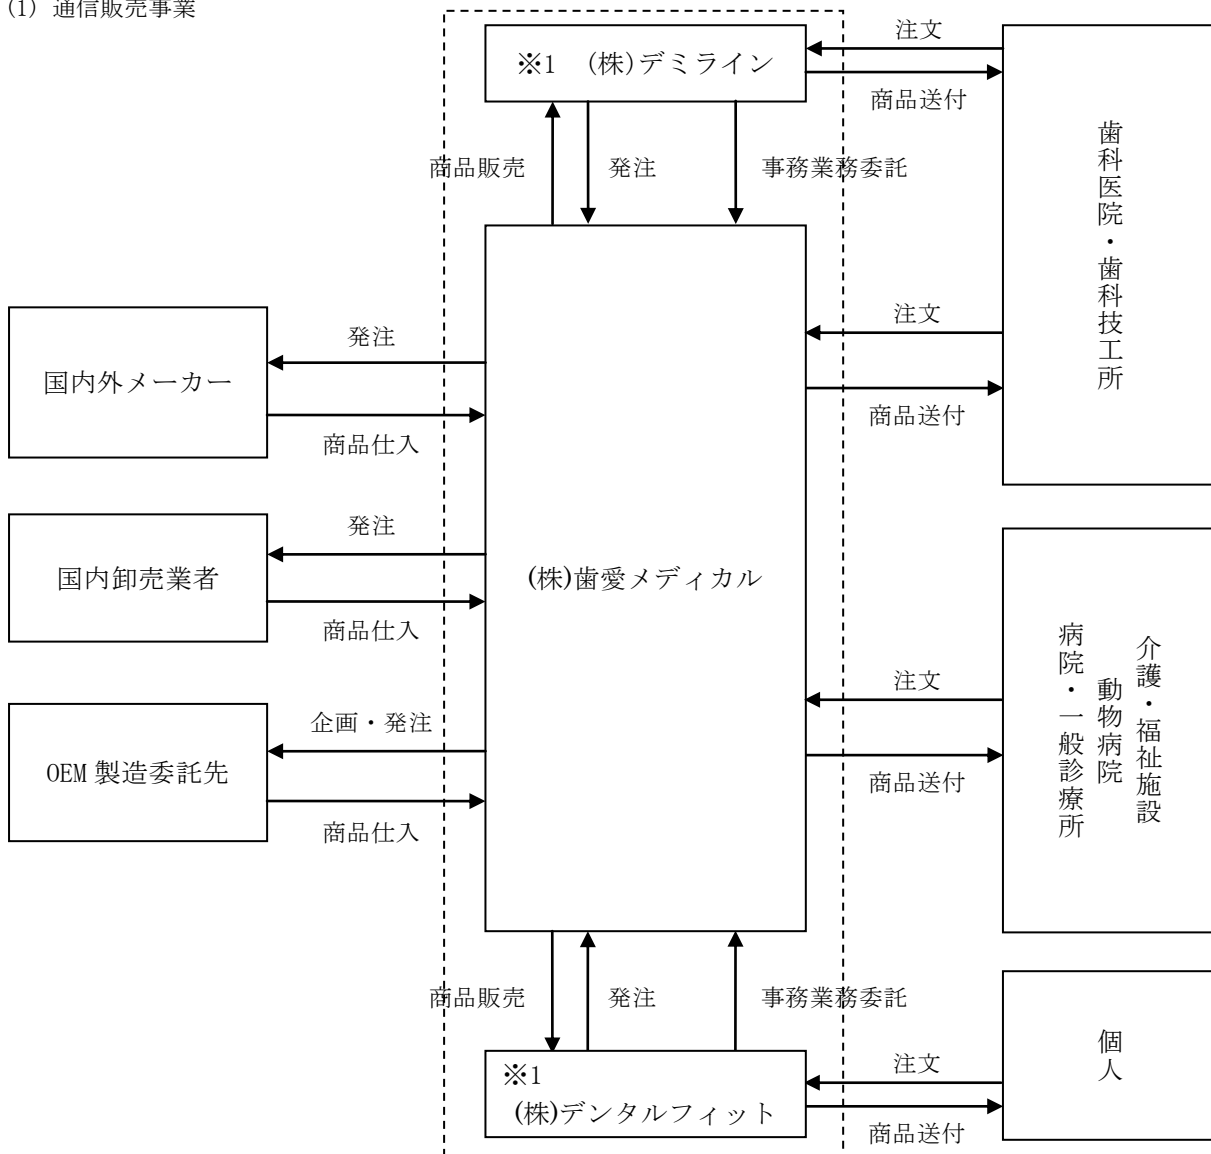 (1) 通信販売事業
※1　(株)デミライン
注文
商品送付
商品販売
発注
事務業務委託
歯科医院・歯科技工所
国内外メーカー
発注
商品仕入
注文
商品送付
国内卸売業者
発注
商品仕入
(株)歯愛メディカル
OEM 製造委託先
企画・発注
商品仕入
注文
商品送付
介護・福祉施設
動物病院
病院・一般診療所
商品販売
発注
事務業務委託
※1
(株)デンタルフィット
注文
商品送付
個人